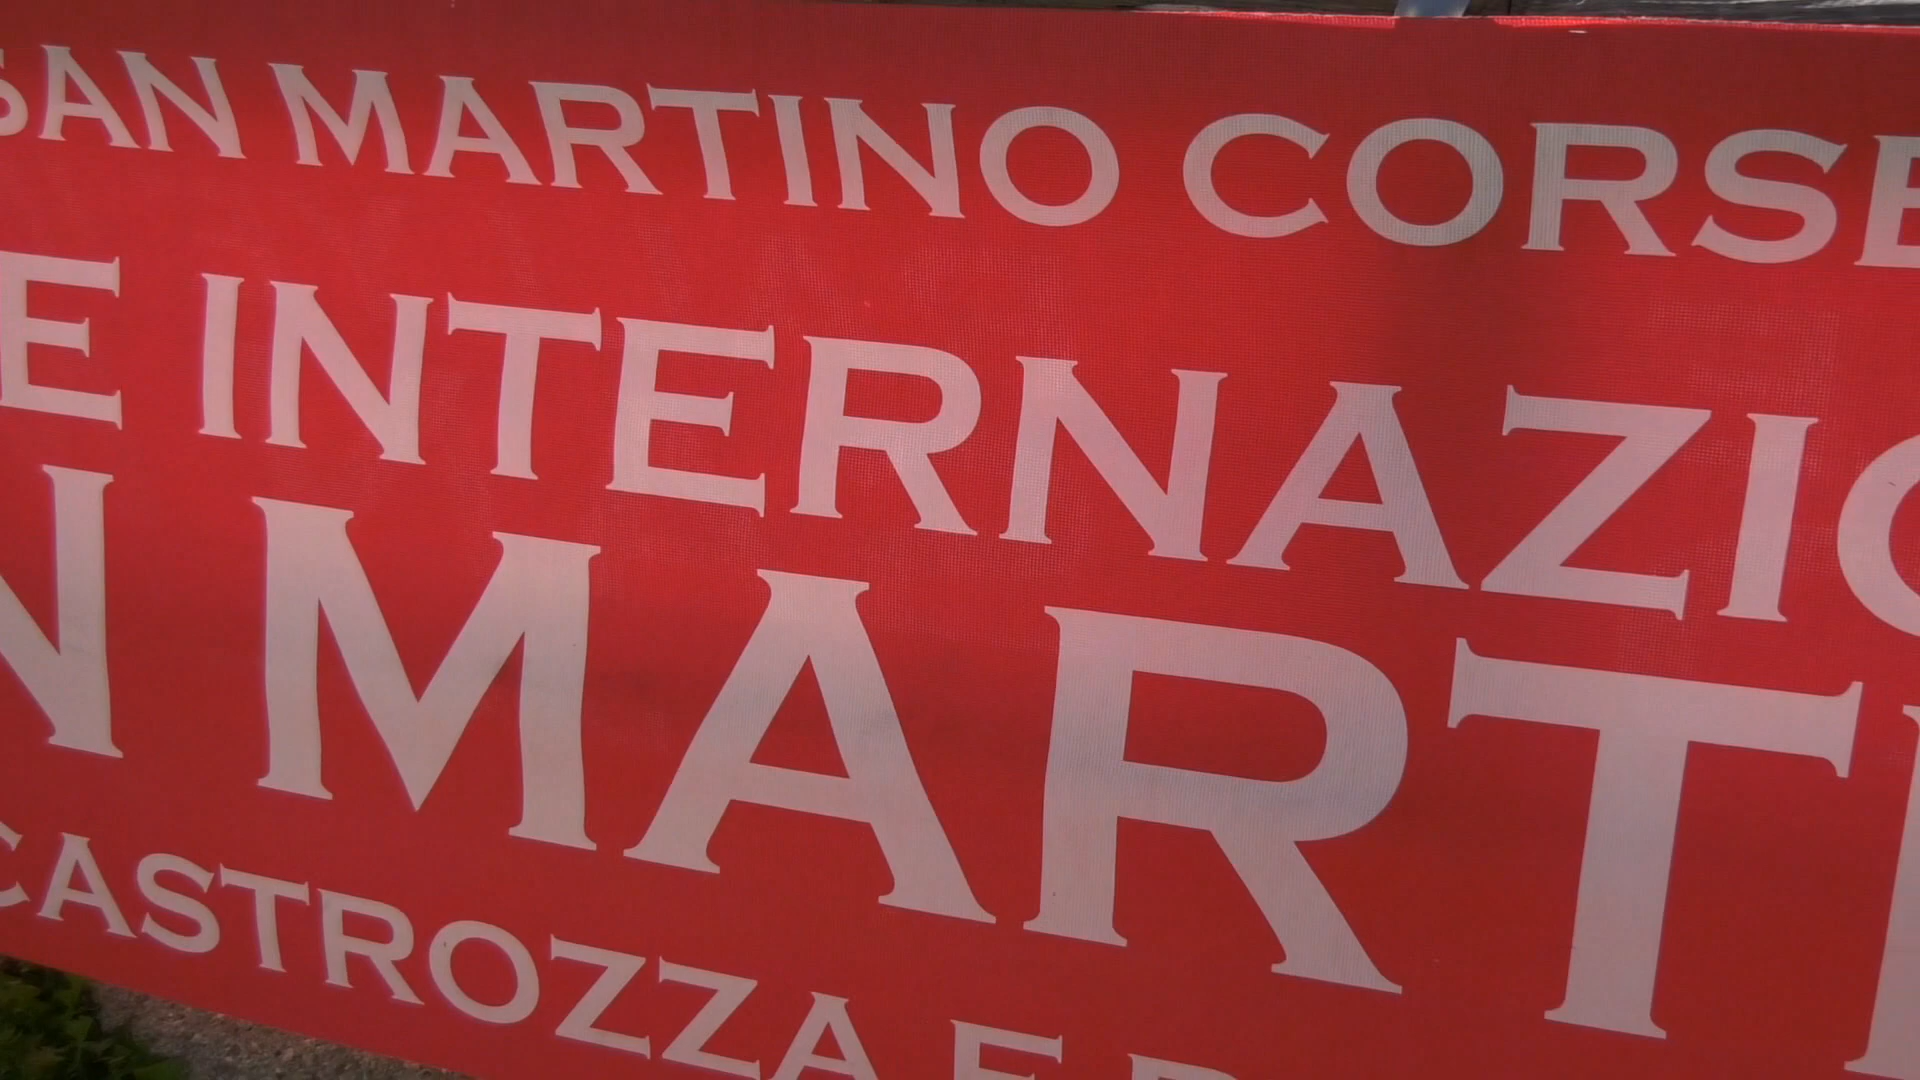 SAN MARTINO CORSE
E INTERNAZIO
N MART
CASTROZZA E P